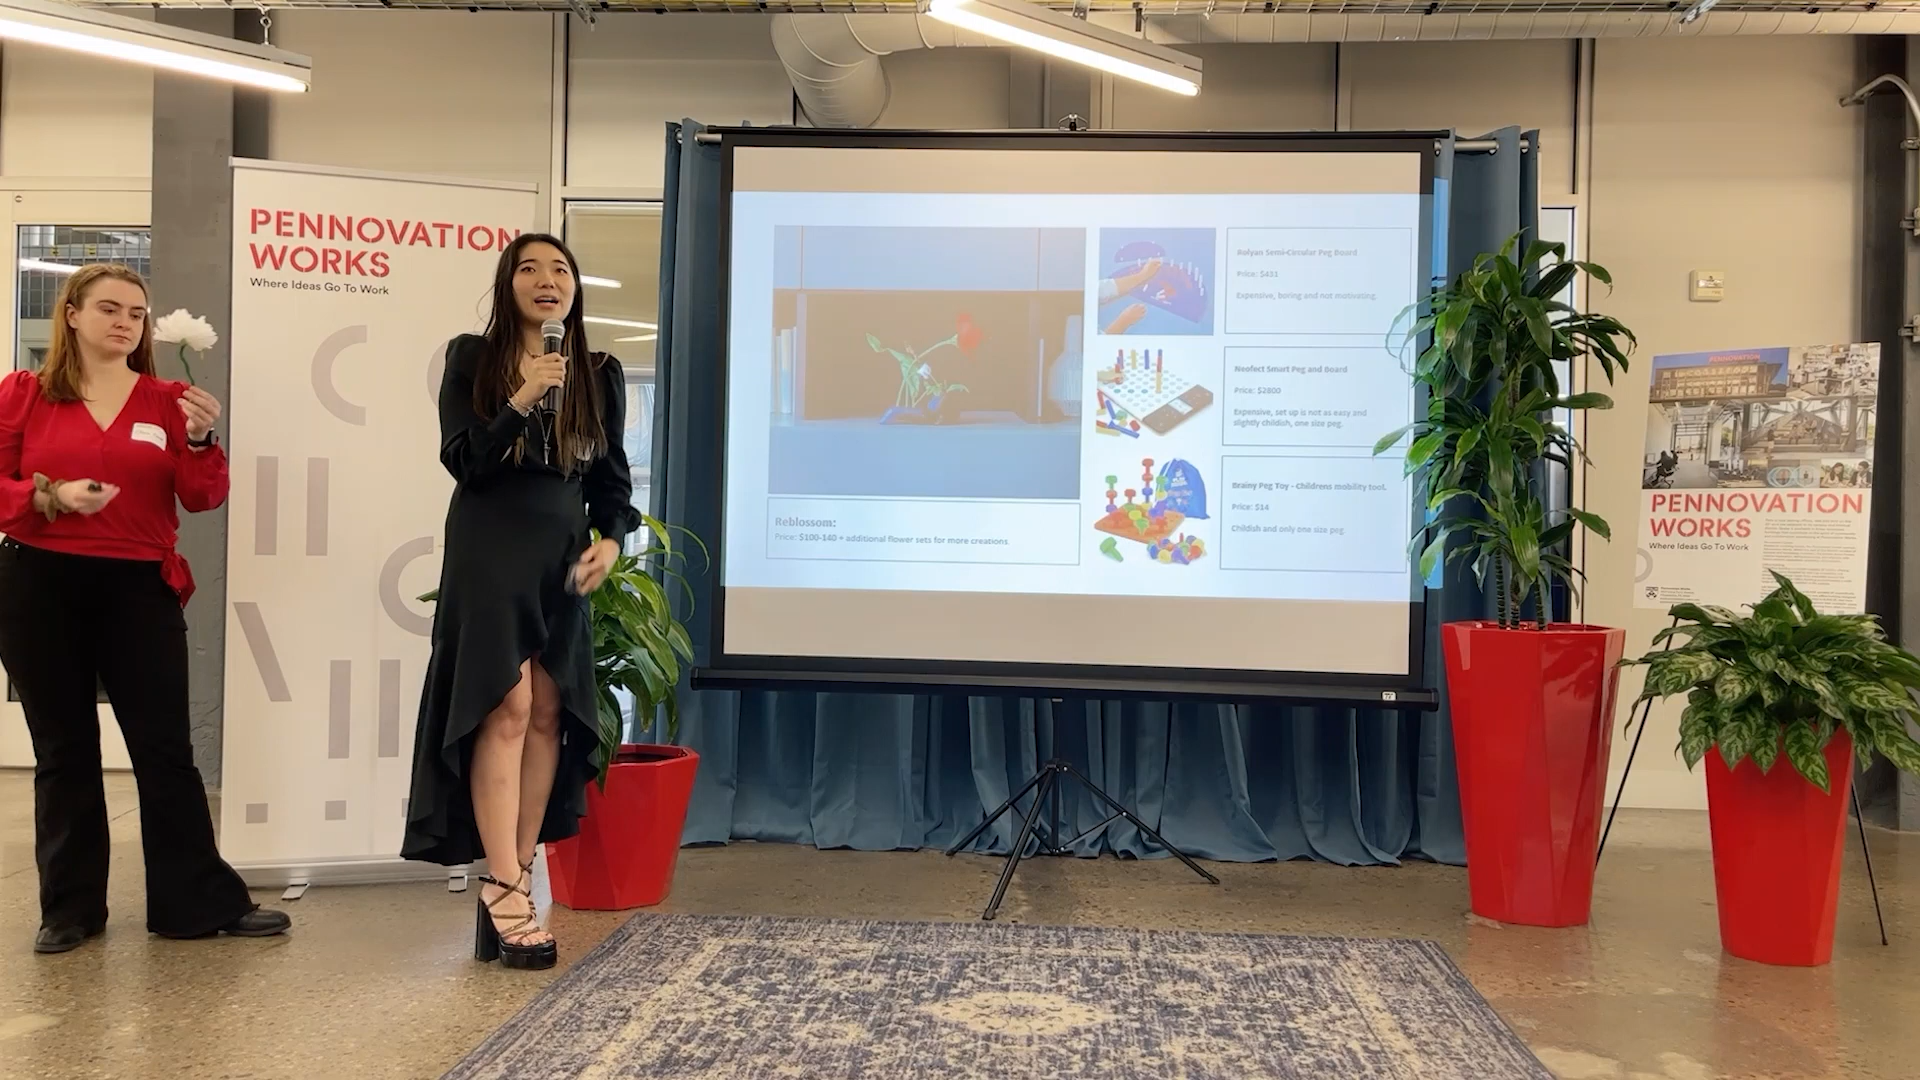 PENNOVATION
WORKS
Where Ideas Go To Work
Reblossom:
Price: $100-140 + additional flower sets for more creations.
Rolyan Semi-Circular Peg Board
Price: $431
Expensive, boring and not motivating.
Neofect Smart Peg and Board
Price: $2800
Expensive, set up is not as easy and
slightly childish, one size peg.
Brainy Peg Toy - Childrens mobility tool.
Price: $14
Childish and only one size peg
PENNOVATION
PENNOVATION
WORKS
Where Ideas Go To Work